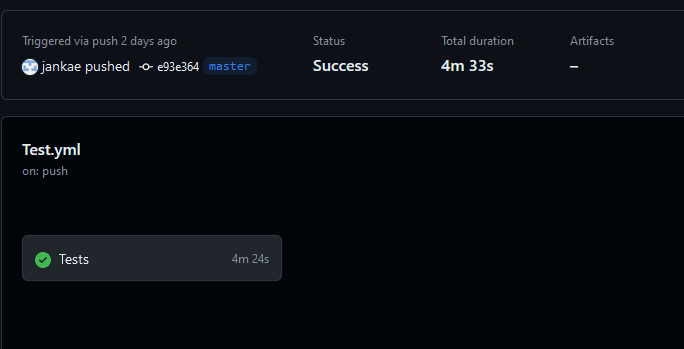 Triggered via push 2 days ago
jankae pushed e93e364 master
Status
Success
Total duration
4m 33s
Artifacts
–
Test.yml
on: push
Tests 4m 24s